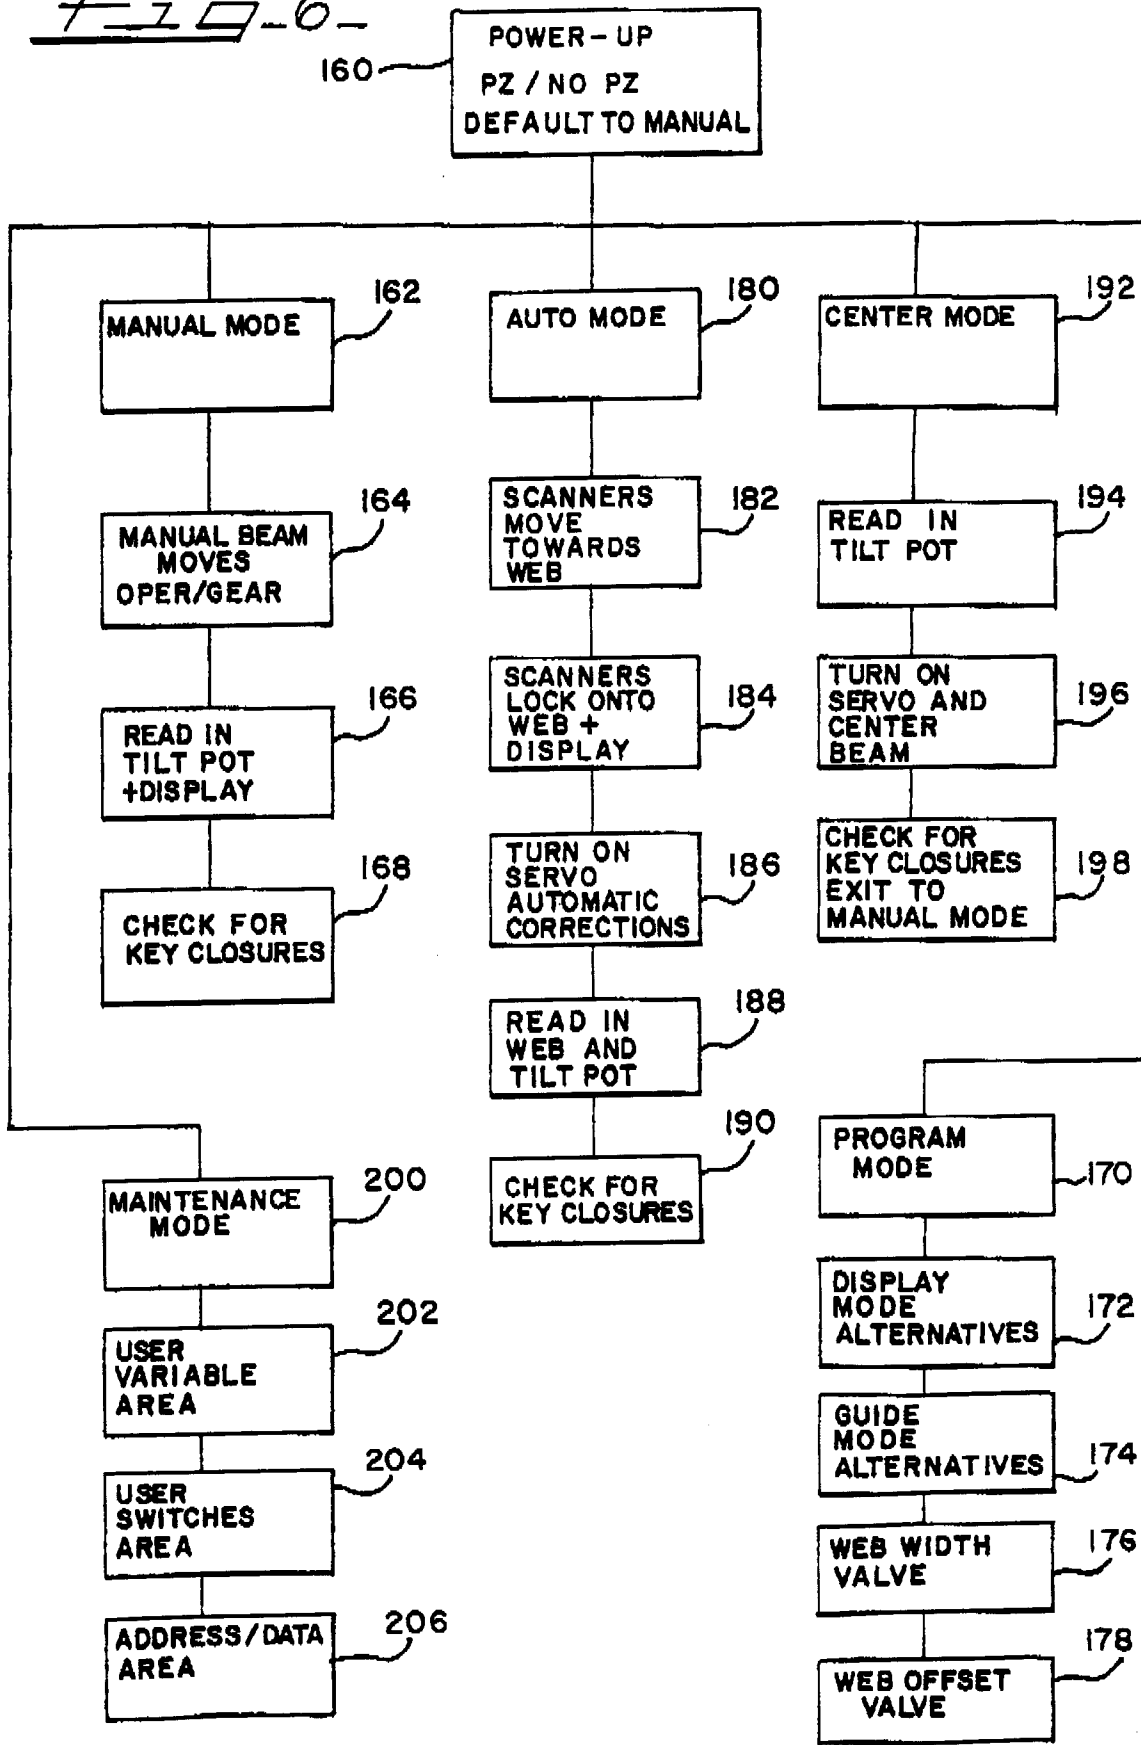 Fig-6-
POWER-UP
PZ/NO PZ
DEFAULT TO MANUAL
160
MANUAL MODE
162
MANUAL BEAM
MOVES
OPER/GEAR
164
READ IN
TILT POT
+DISPLAY
166
CHECK FOR
KEY CLOSURES
168
AUTO MODE
180
SCANNERS
MOVE
TOWARDS
WEB
182
SCANNERS
LOCK ONTO
WEB +
DISPLAY
184
TURN ON
SERVO
AUTOMATIC
CORRECTIONS
186
READ IN
WEB AND
TILT POT
188
CHECK FOR
KEY CLOSURES
190
CENTER MODE
192
READ IN
TILT POT
194
TURN ON
SERVO AND
CENTER
BEAM
196
CHECK FOR
KEY CLOSURES
EXIT TO
MANUAL MODE
198
MAINTENANCE
MODE
200
USER
VARIABLE
AREA
202
USER
SWITCHES
AREA
204
ADDRESS/DATA
AREA
206
PROGRAM
MODE
170
DISPLAY
MODE
ALTERNATIVES
172
GUIDE
MODE
ALTERNATIVES
174
WEB WIDTH
VALVE
176
WEB OFFSET
VALVE
178